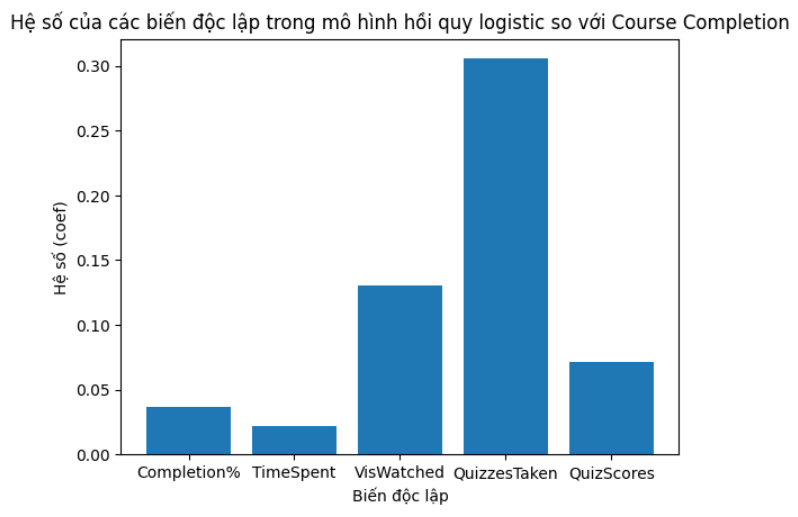 Hệ số của các biến độc lập trong mô hình hồi quy logistic so với Course Completion
Hệ số (coef)
0.30
0.25
0.20
0.15
0.10
0.05
0.00
Completion% TimeSpent VisWatched QuizzesTaken QuizScores
Biến độc lập